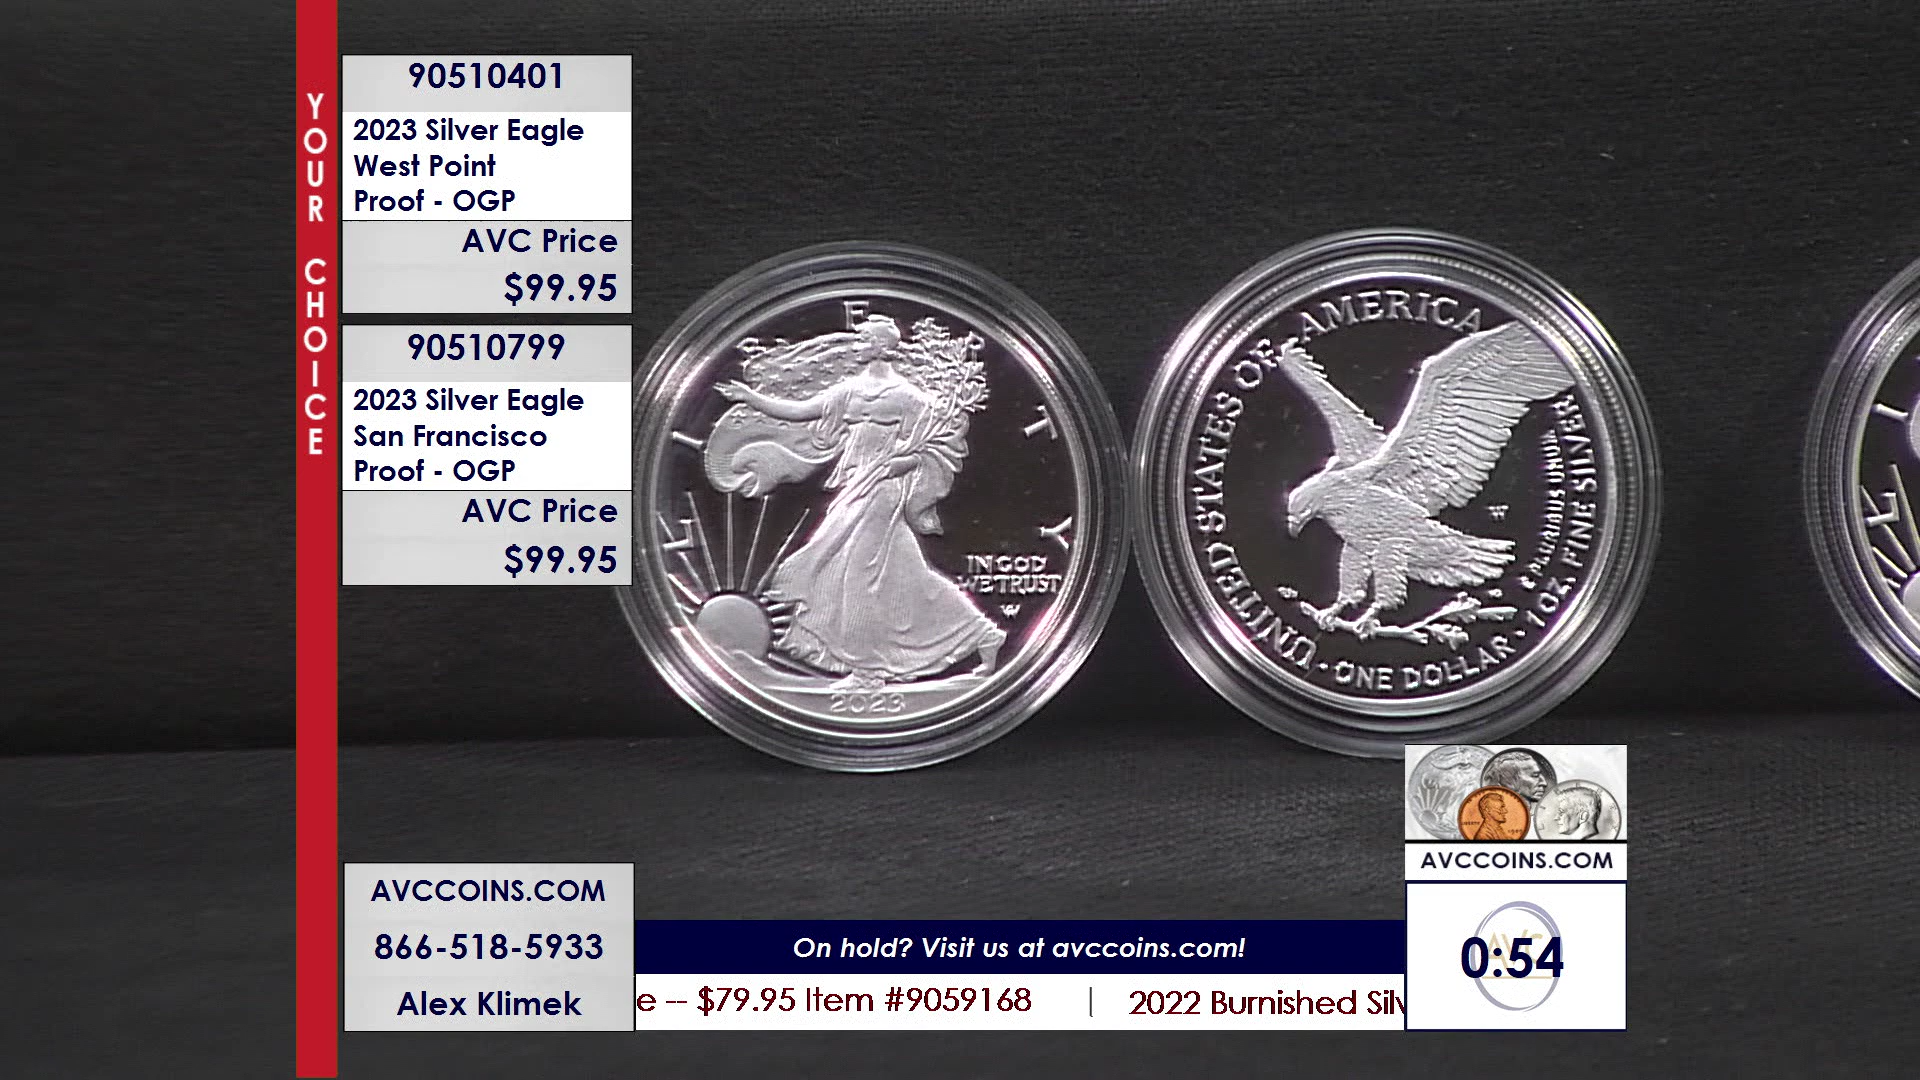 YOUR CHOICE
90510401
2023 Silver Eagle
West Point
Proof - OGP
AVC Price
$99.95
90510799
2023 Silver Eagle
San Francisco
Proof - OGP
AVC Price
$99.95
LIBERTY
IN GOD
WE TRUST
W
2023
UNITED STATES OF AMERICA
W
E PLURIBUS UNUM
1 OZ. FINE SILVER
• ONE DOLLAR •
AVCCOINS.COM
AVCCOINS.COM
866-518-5933
Alex Klimek
On hold? Visit us at avccoins.com!
e -- $79.95 Item #9059168 | 2022 Burnished Silv
AVC
0:54